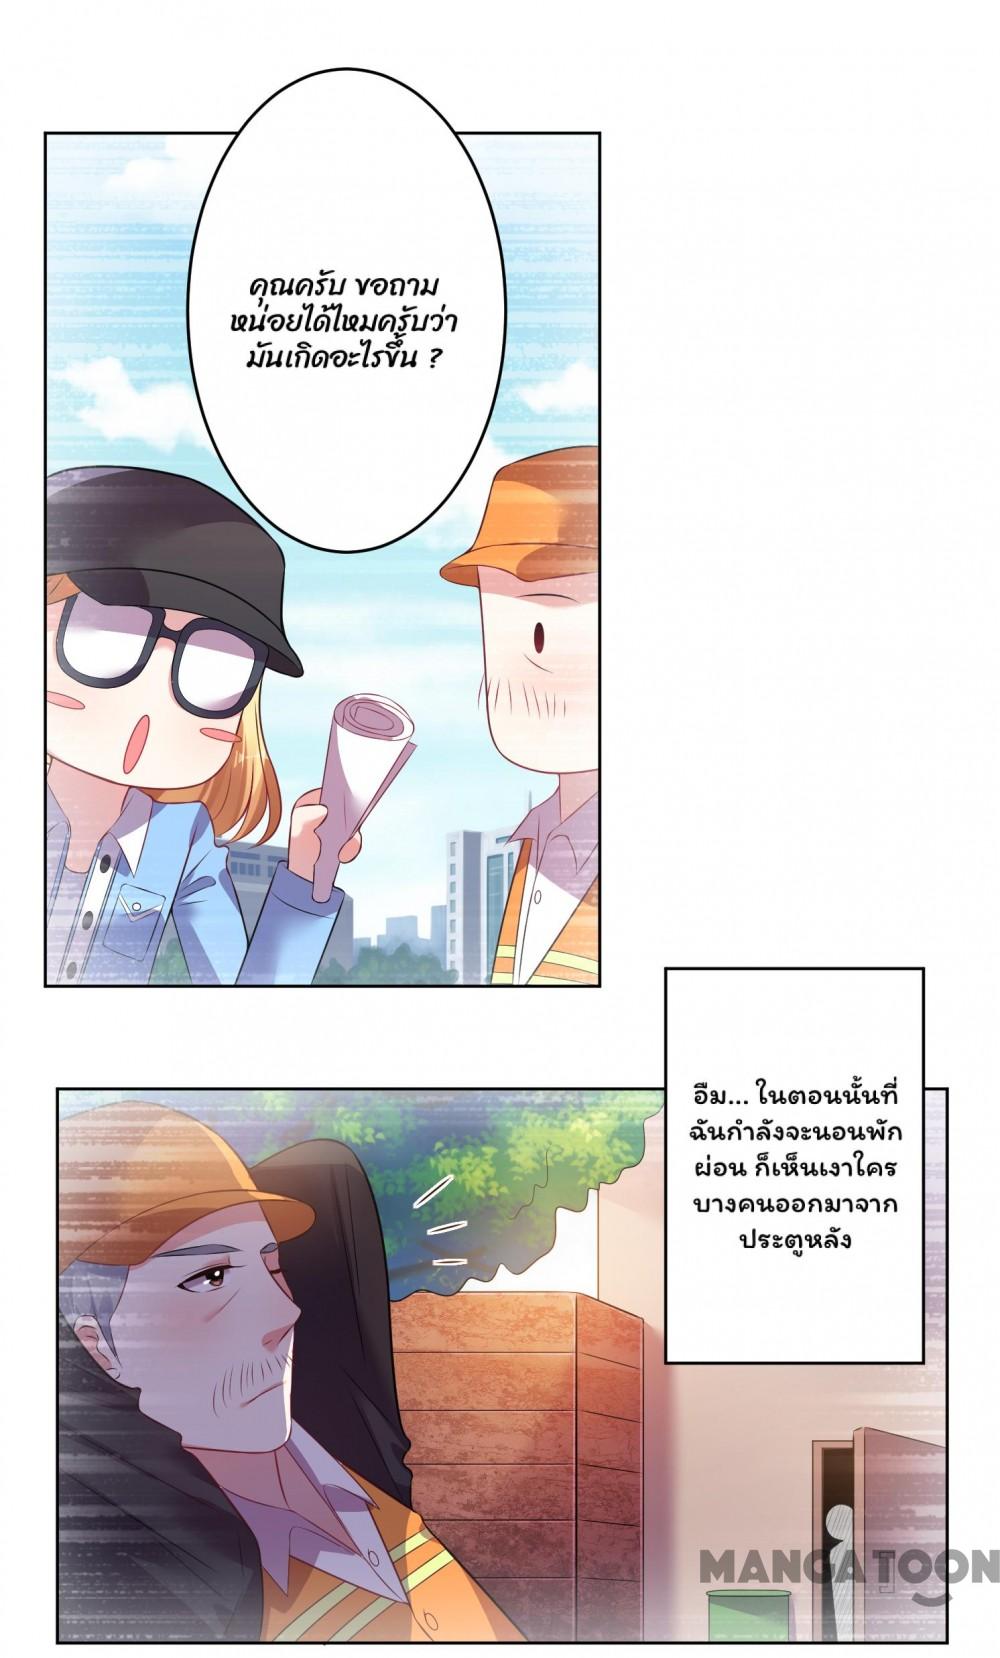 คุณครับ ขอถาม
หน่อยได้ไหมครับว่า
มันเกิดอะไรขึ้น ?
อืม... ในตอนนั้นที่
ฉันกำลังจะนอนพัก
ผ่อน ก็เห็นเงาใคร
บางคนออกมาจาก
ประตูหลัง
MANGATOON